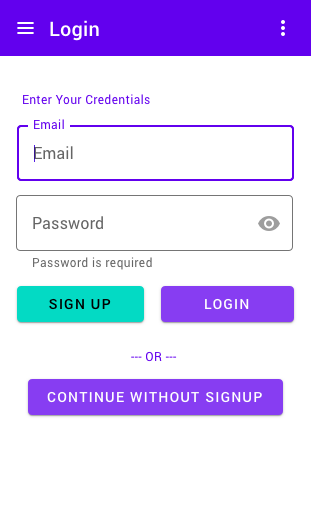 Login
Enter Your Credentials
Email
Email
Password
Password is required
SIGN UP LOGIN
--- OR ---
CONTINUE WITHOUT SIGNUP